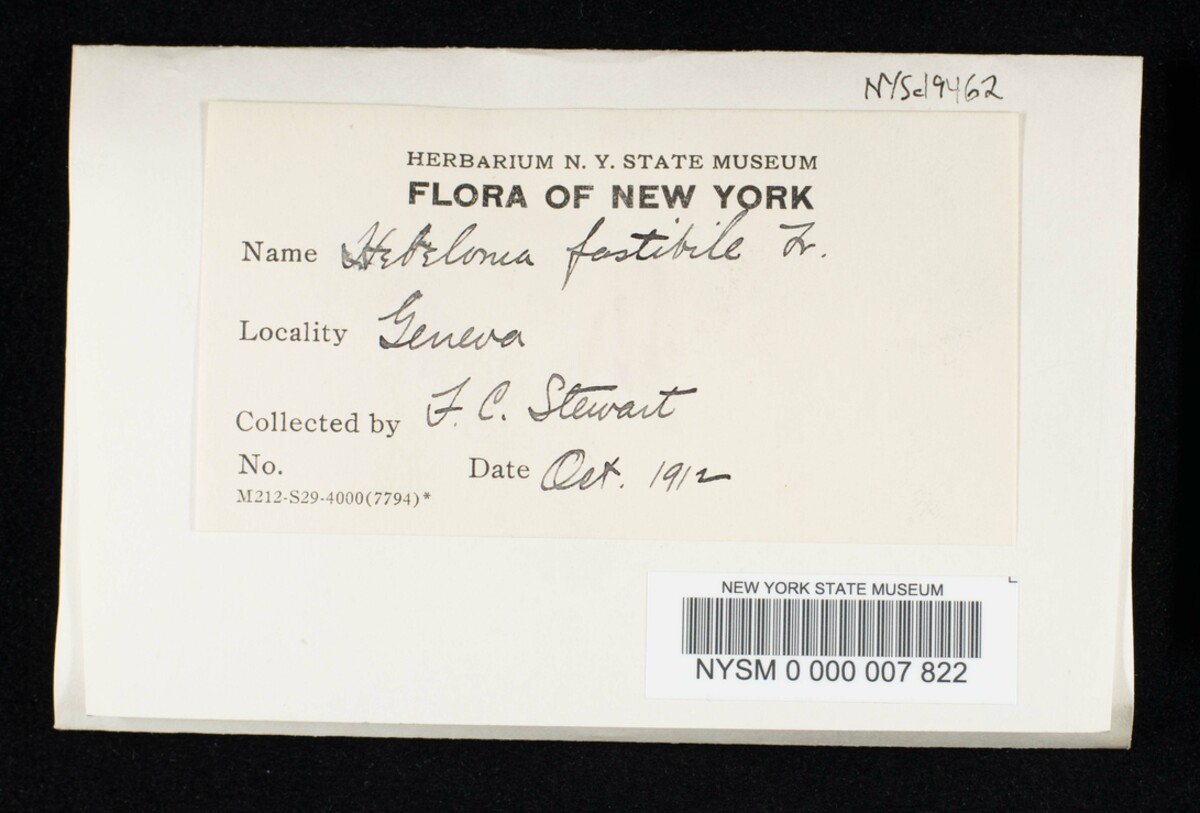 NYSd9462
HERBARIUM N. Y. STATE MUSEUM
FLORA OF NEW YORK
Name Hebeloma fastibile Fr.
Locality Geneva
Collected by F. C. Stewart
No. Date Oct. 1912
M212-S29-4000(7794)*
NEW YORK STATE MUSEUM
NYSM 0 000 007 822